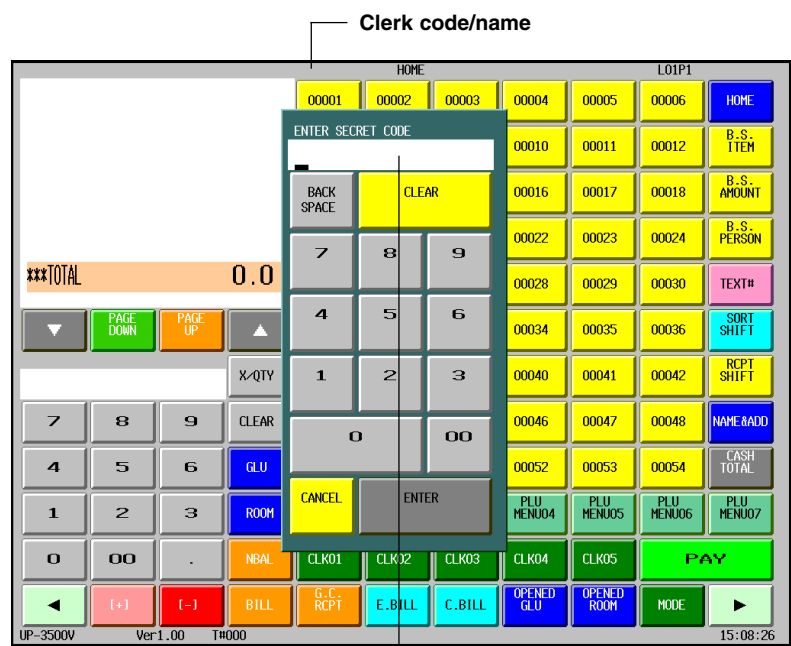 Clerk code/name
HOME L01P1
00001 00002 00003 00004 00005 00006 HOME
ENTER SECRET CODE
00010 00011 00012 B.S. ITEM
BACK SPACE CLEAR
00016 00017 00018 B.S. AMOUNT
7 8 9
00022 00023 00024 B.S. PERSON
***TOTAL 0.0
00028 00029 00030 TEXT#
4 5 6
PAGE DOWN PAGE UP
00034 00035 00036 SORT SHIFT
X/QTY
1 2 3
00040 00041 00042 RCPT SHIFT
7 8 9 CLEAR
0 00
00046 00047 00048 NAME&ADD
4 5 6 GLU
00052 00053 00054 CASH TOTAL
CANCEL ENTER
1 2 3 ROOM
PLU MENU04 PLU MENU05 PLU MENU06 PLU MENU07
0 00 . NBAL CLK01 CLK02 CLK03 CLK04 CLK05 PAY
[+] [-] BILL G.C. RCPT E.BILL C.BILL OPENED GLU OPENED ROOM MODE
UP-3500V Ver1.00 T#000 15:08:26